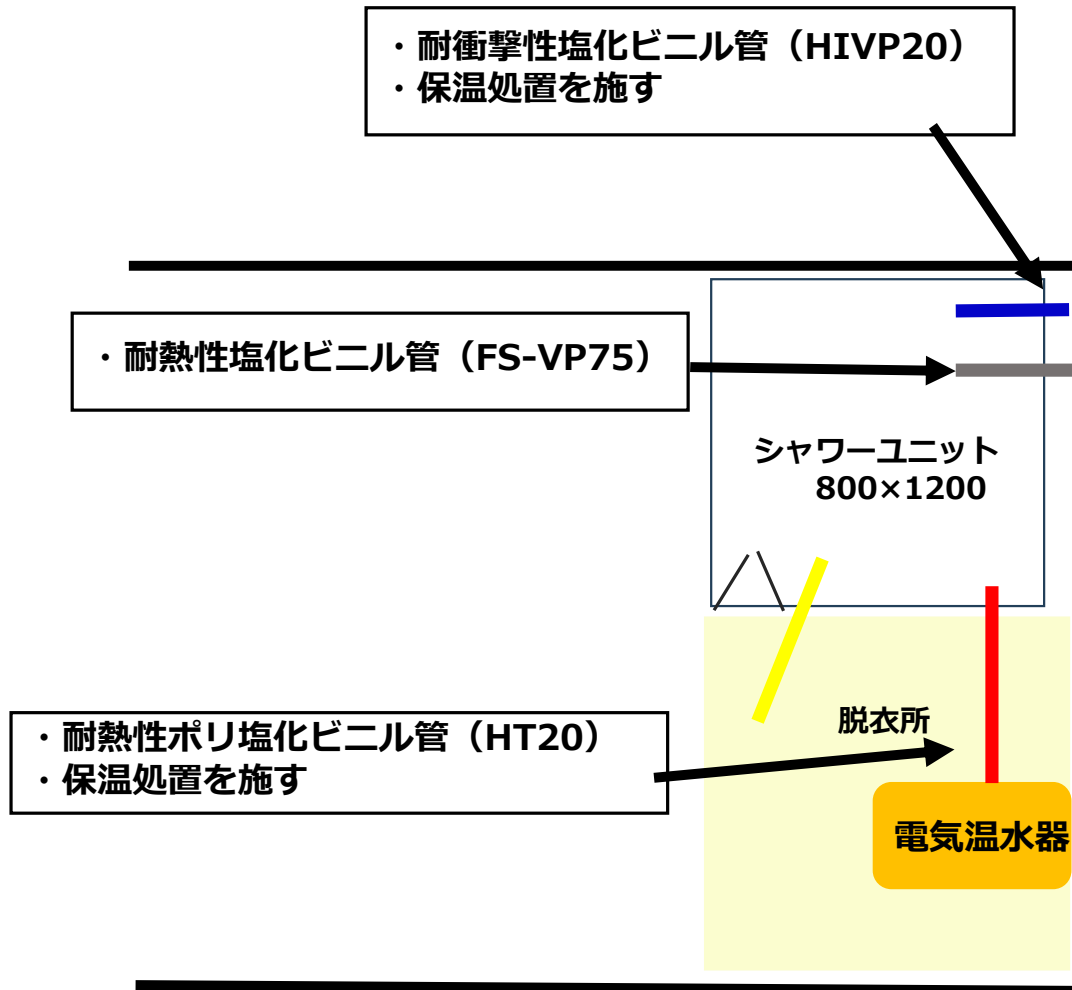 ・耐衝撃性塩化ビニル管（HIVP20）
・保温処置を施す
・耐熱性塩化ビニル管（FS-VP75）
シャワーユニット
800×1200
・耐熱性ポリ塩化ビニル管（HT20）
・保温処置を施す
脱衣所
電気温水器